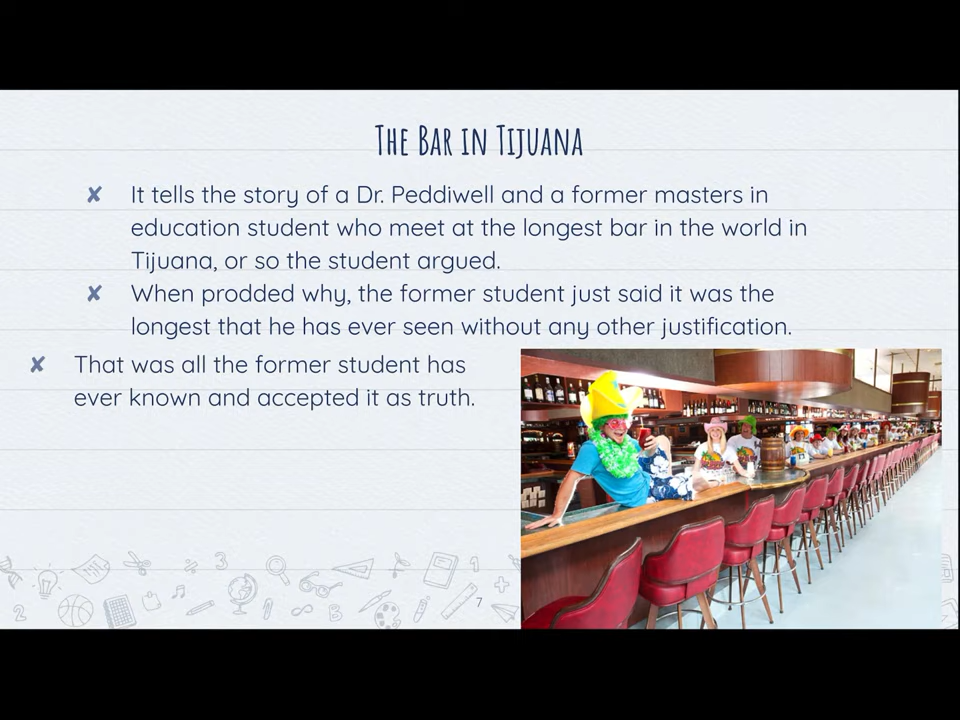 The Bar in Tijuana
✘ It tells the story of a Dr. Peddiwell and a former masters in
education student who meet at the longest bar in the world in
Tijuana, or so the student argued.
✘ When prodded why, the former student just said it was the
longest that he has ever seen without any other justification.
✘ That was all the former student has
ever known and accepted it as truth.
7